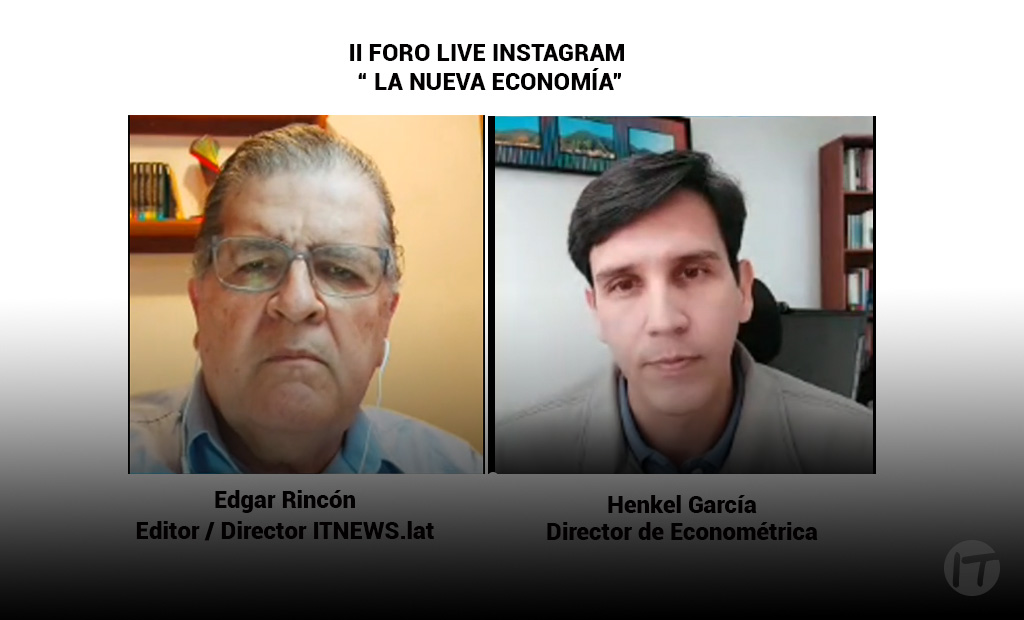 II FORO LIVE INSTAGRAM
“ LA NUEVA ECONOMÍA”
Edgar Rincón
Editor / Director ITNEWS.lat
Henkel García
Director de Econométrica
IT